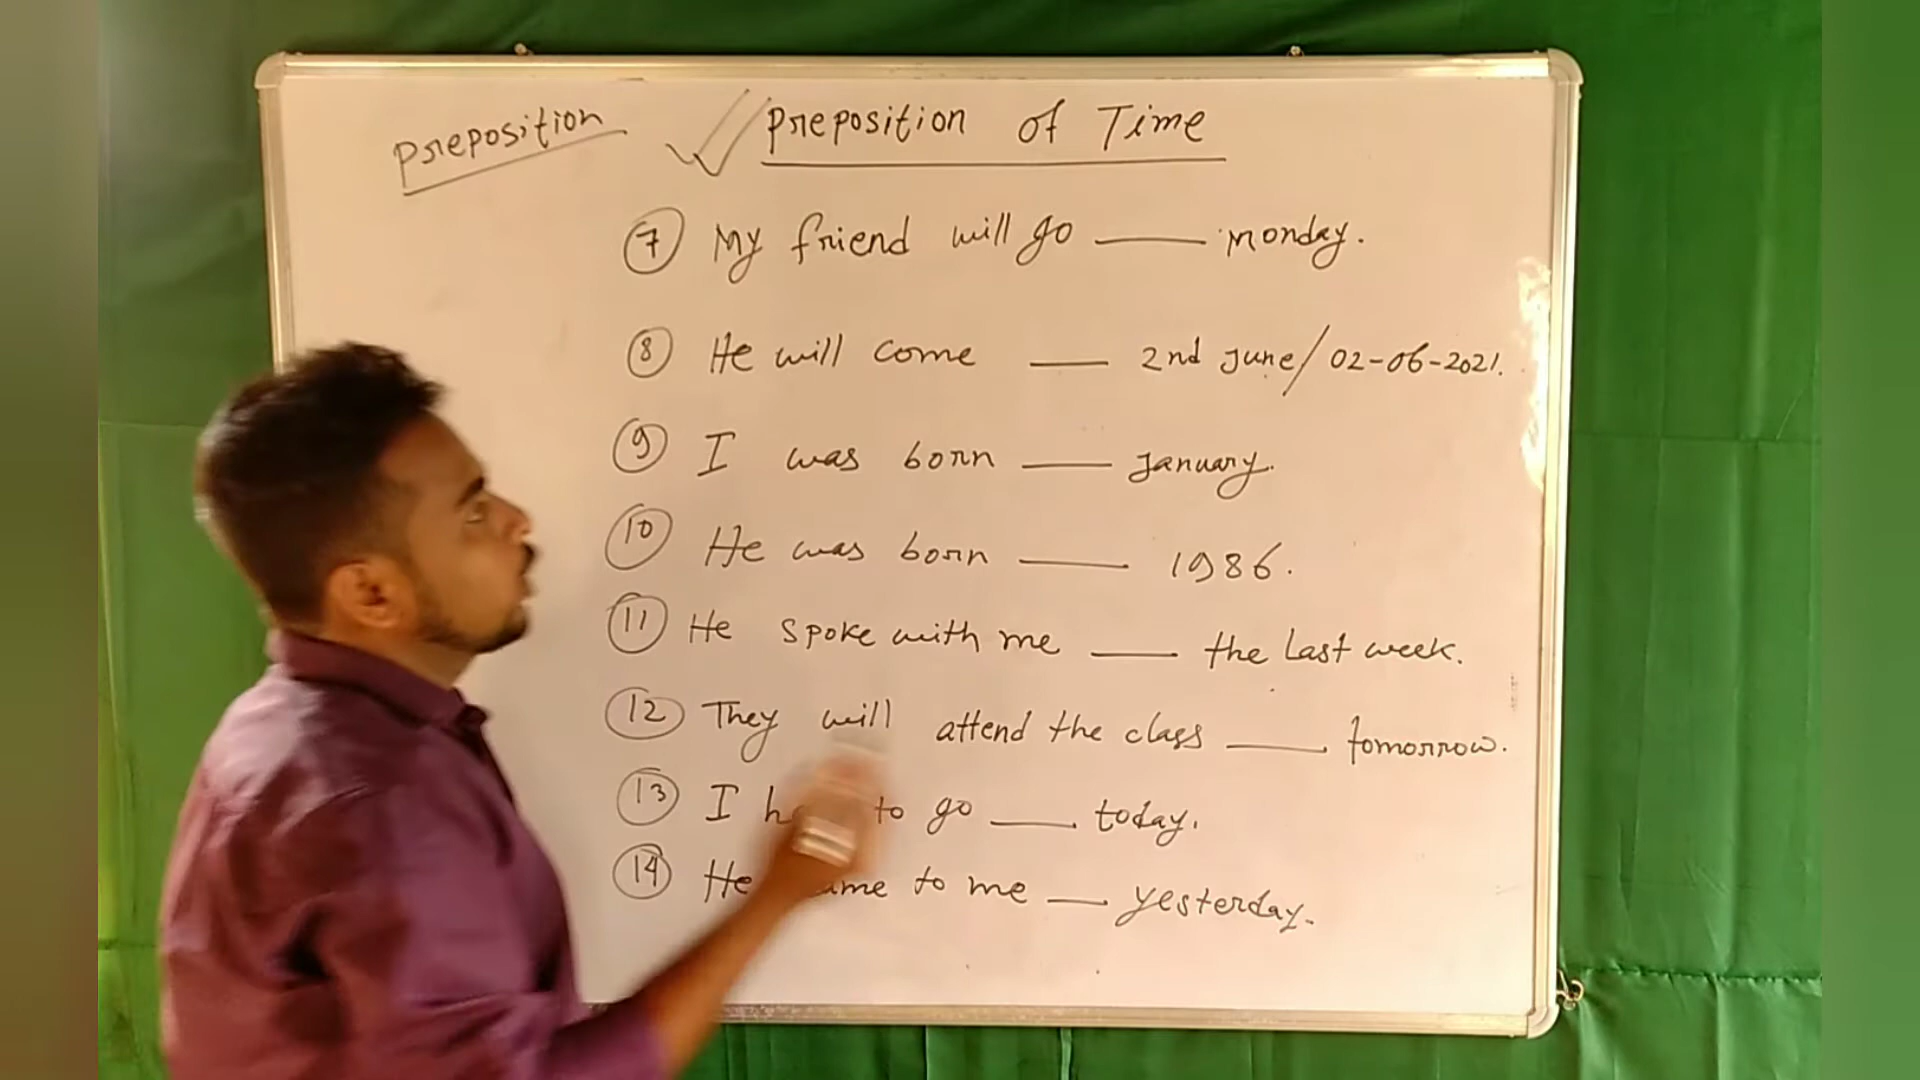 Preposition
Preposition of Time
7 My friend will go ___ monday.
8 He will come ___ 2nd june/02-06-2021.
9 I was born ___ january.
10 He was born ___ 1986.
11 He spoke with me ___ the last week.
12 They will attend the class ___ tomorrow.
13 I to go ___ today.
14 He to me ___ yesterday.